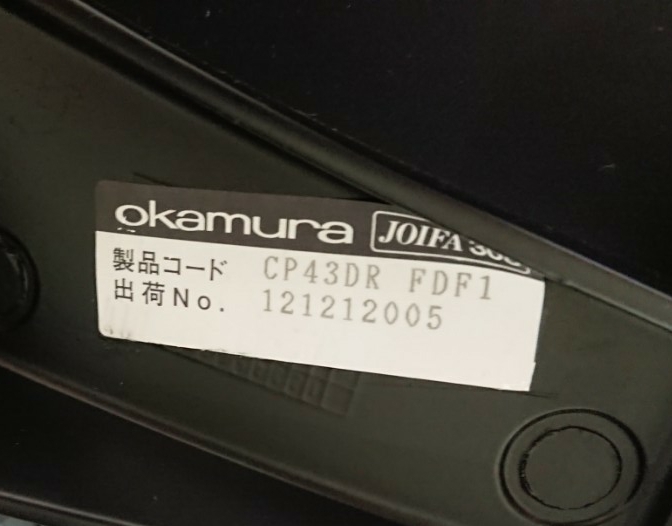 okamura JOIFA
製品コード CP43DR FDF1
出荷No. 121212005